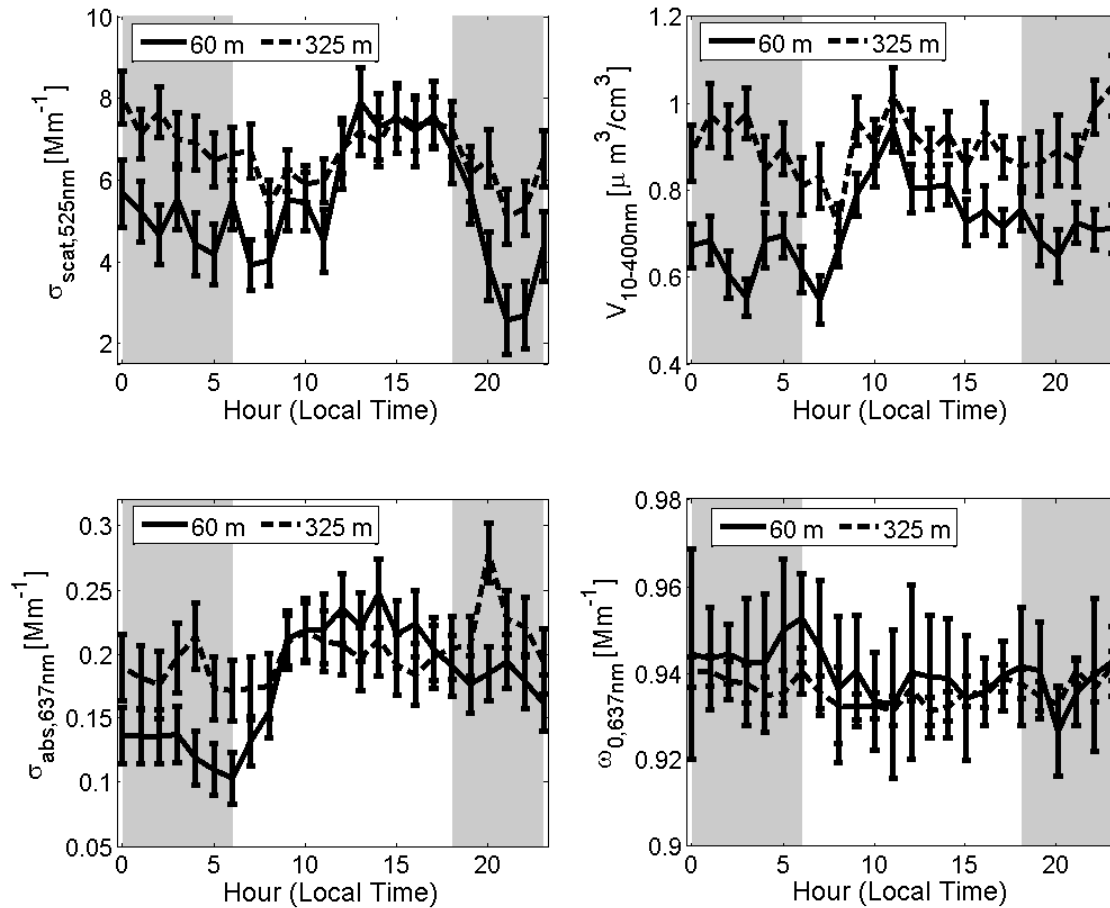 60 m 325 m
σscat,525nm [Mm-1]
10
8
6
4
2
0 5 10 15 20
Hour (Local Time)
60 m 325 m
V10-400nm [μ m3/cm3]
1.2
1
0.8
0.6
0.4
0 5 10 15 20
Hour (Local Time)
60 m 325 m
σabs,637nm [Mm-1]
0.3
0.25
0.2
0.15
0.1
0.05
0 5 10 15 20
Hour (Local Time)
60 m 325 m
ω0,637nm [Mm-1]
0.98
0.96
0.94
0.92
0.9
0 5 10 15 20
Hour (Local Time)